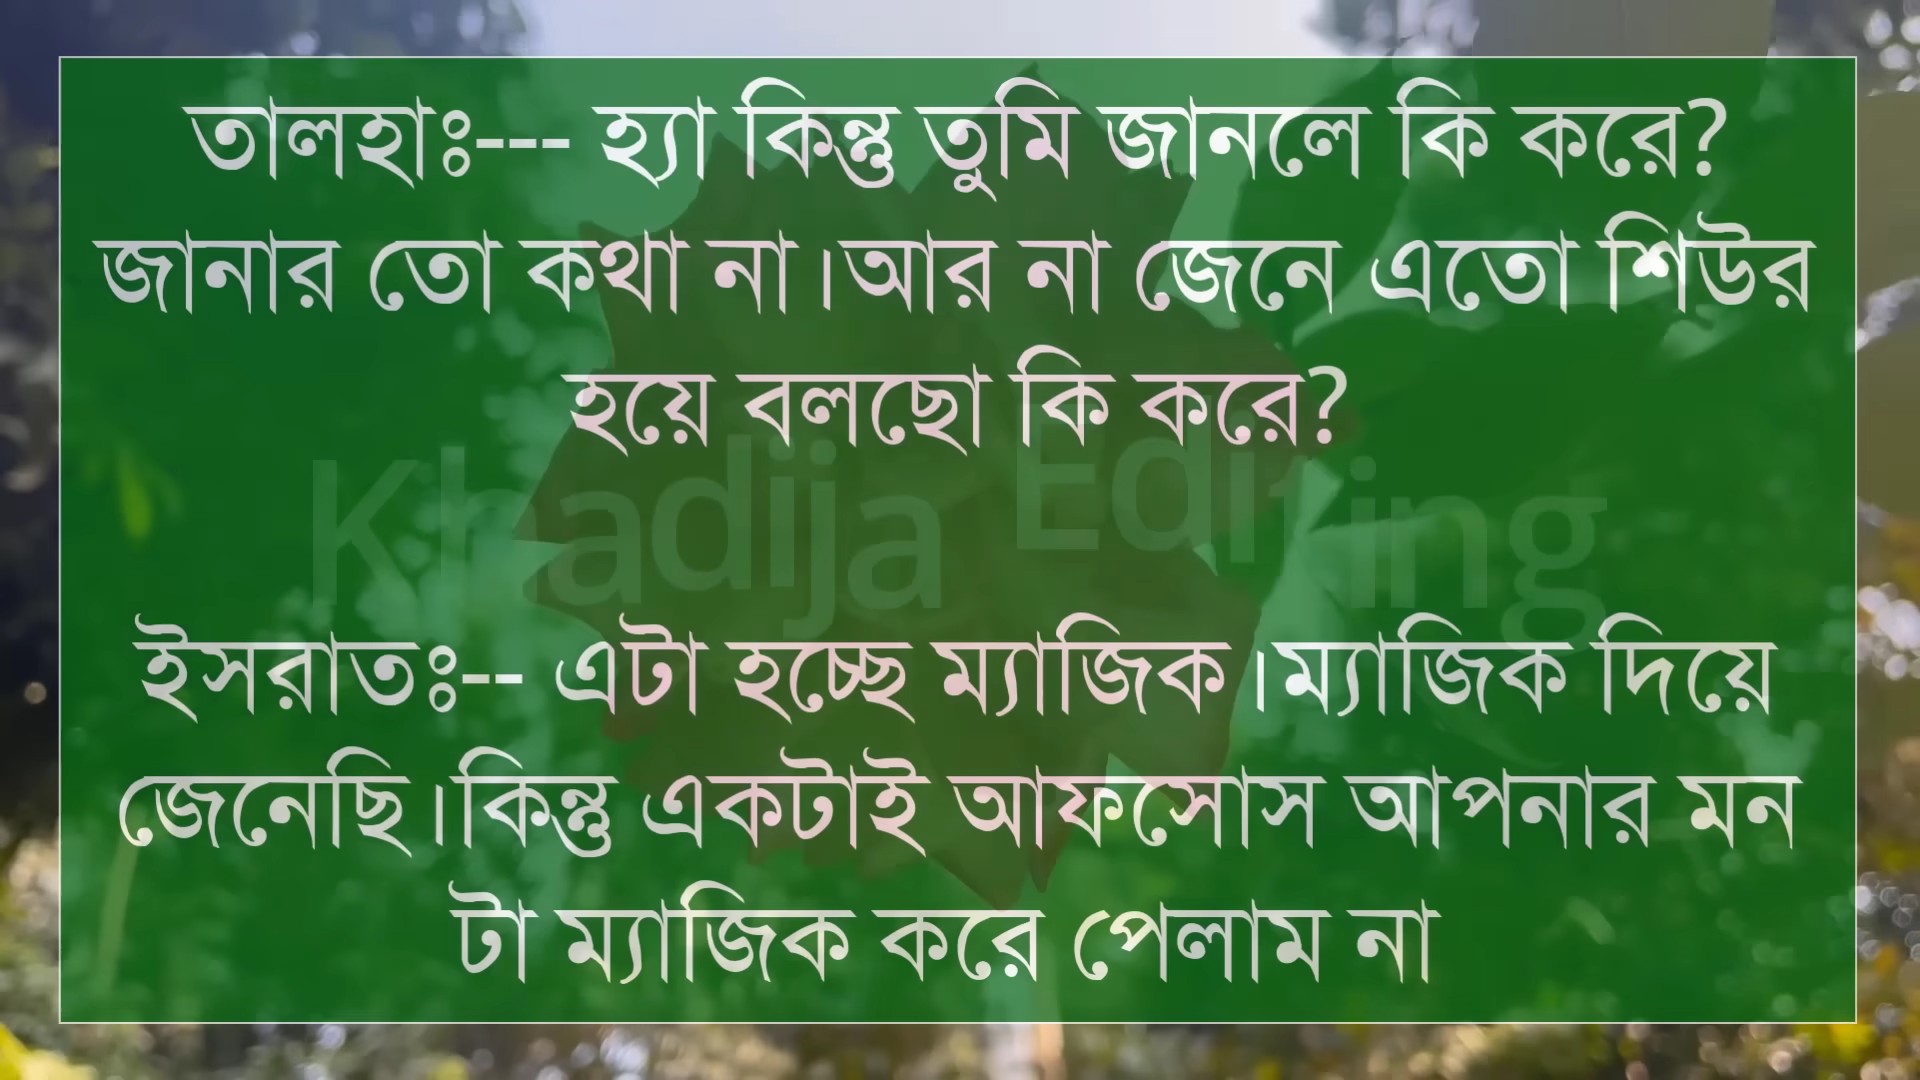 তালহাঃ--- হ্যা কিন্তু তুমি জানলে কি করে?
জানার তো কথা না।আর না জেনে এতো শিউর
হয়ে বলছো কি করে?
Khadija Editing
ইসরাতঃ-- এটা হচ্ছে ম্যাজিক।ম্যাজিক দিয়ে
জেনেছি।কিন্তু একটাই আফসোস আপনার মন
টা ম্যাজিক করে পেলাম না